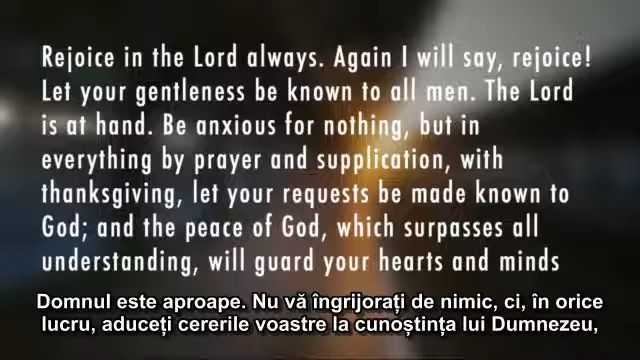 Rejoice in the Lord always. Again I will say, rejoice!
Let your gentleness be known to all men. The Lord
is at hand. Be anxious for nothing, but in
everything by prayer and supplication, with
thanksgiving, let your requests be made known to
God; and the peace of God, which surpasses all
understanding, will guard your hearts and minds
Domnul este aproape. Nu vă îngrijorați de nimic, ci, în orice
lucru, aduceți cererile voastre la cunoștința lui Dumnezeu,